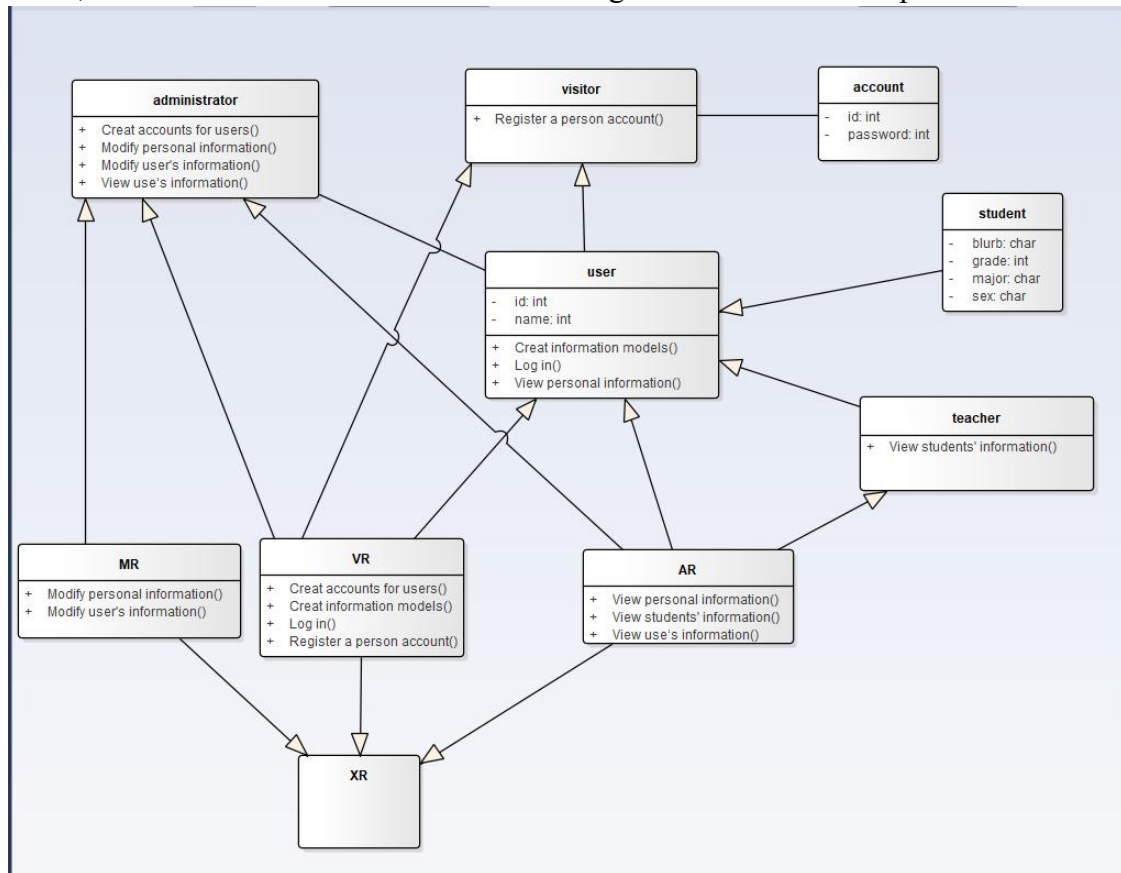 administrator
+ Creat accounts for users()
+ Modify personal information()
+ Modify user's information()
+ View use's information()
visitor
+ Register a person account()
account
- id: int
- password: int
student
- blurb: char
- grade: int
- major: char
- sex: char
user
- id: int
- name: int
+ Creat information models()
+ Log in()
+ View personal information()
teacher
+ View students' information()
MR
+ Modify personal information()
+ Modify user's information()
VR
+ Creat accounts for users()
+ Creat information models()
+ Log in()
+ Register a person account()
AR
+ View personal information()
+ View students' information()
+ View use's information()
XR